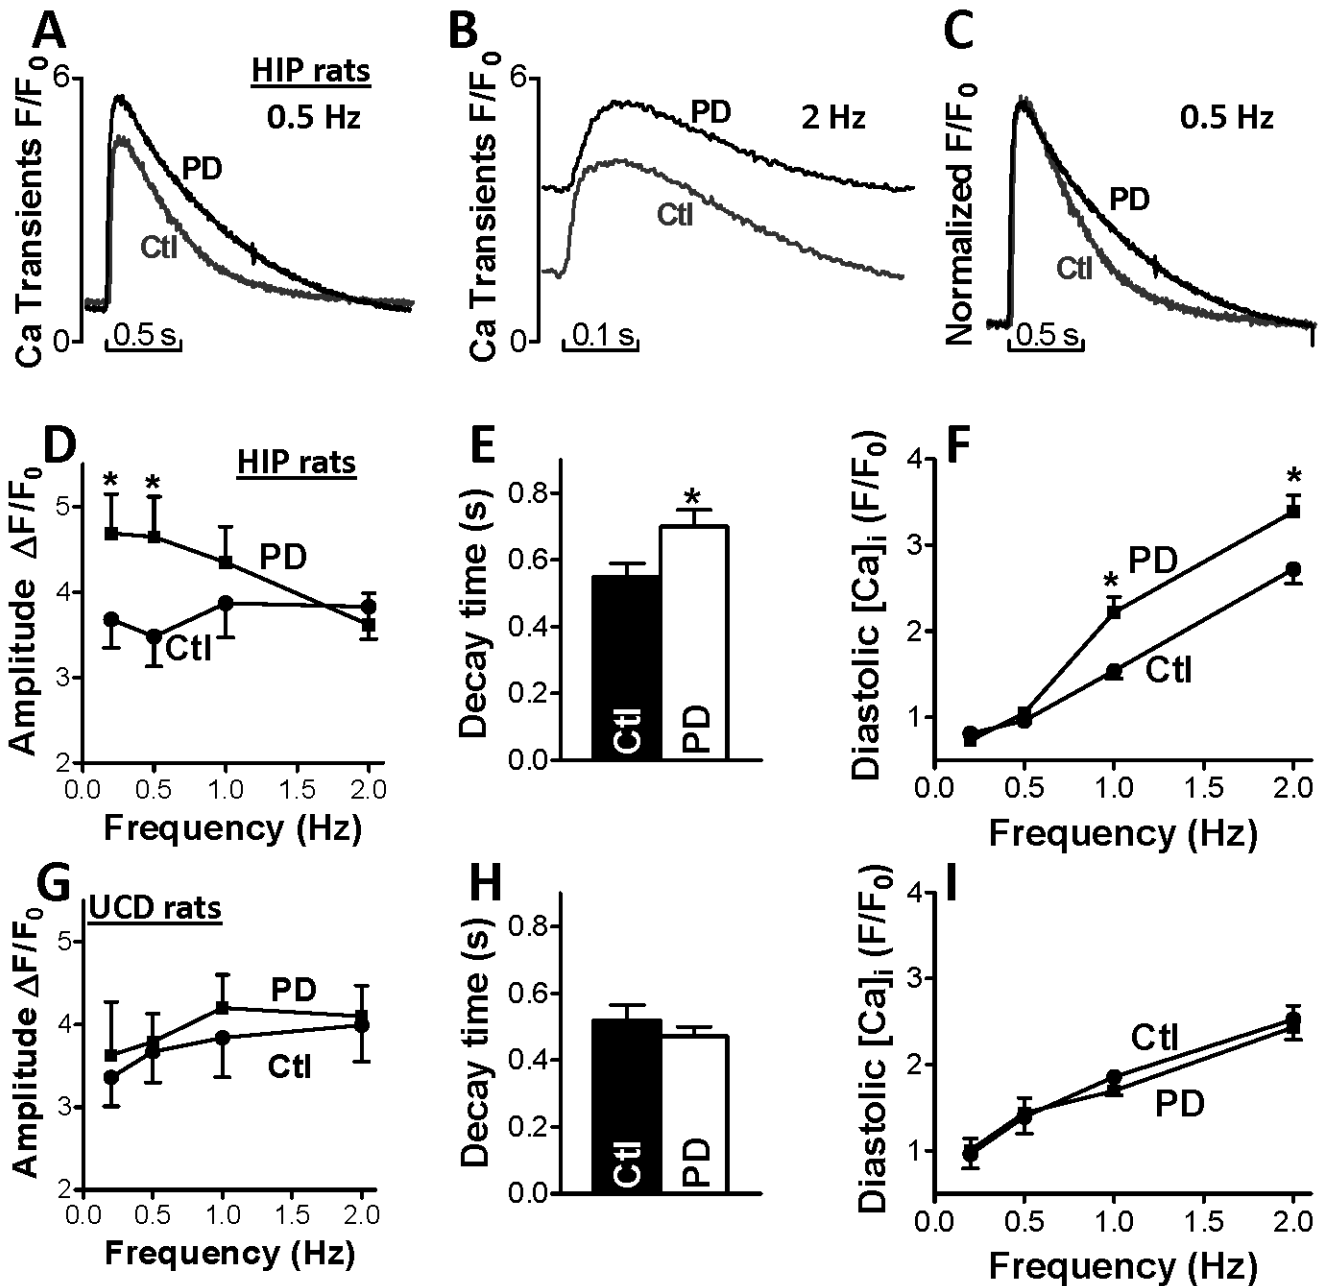 A
HIP rats
0.5 Hz
Ca Transients F/F0
6
0
PD
Ctl
0.5 s
B
2 Hz
Ca Transients F/F0
6
0
PD
Ctl
0.1 s
C
0.5 Hz
Normalized F/F0
PD
Ctl
0.5 s
D
HIP rats
Amplitude ΔF/F0
5
4
3
2
* *
PD
Ctl
0.0 0.5 1.0 1.5 2.0
Frequency (Hz)
E
Decay time (s)
0.8
0.6
0.4
0.2
0.0
*
Ctl
PD
F
Diastolic [Ca]i (F/F0)
4
3
2
1
*
*
PD
Ctl
0.0 0.5 1.0 1.5 2.0
Frequency (Hz)
G
UCD rats
Amplitude ΔF/F0
5
4
3
2
PD
Ctl
0.0 0.5 1.0 1.5 2.0
Frequency (Hz)
H
Decay time (s)
0.8
0.6
0.4
0.2
0.0
Ctl
PD
I
Diastolic [Ca]i (F/F0)
4
3
2
1
Ctl
PD
0.0 0.5 1.0 1.5 2.0
Frequency (Hz)